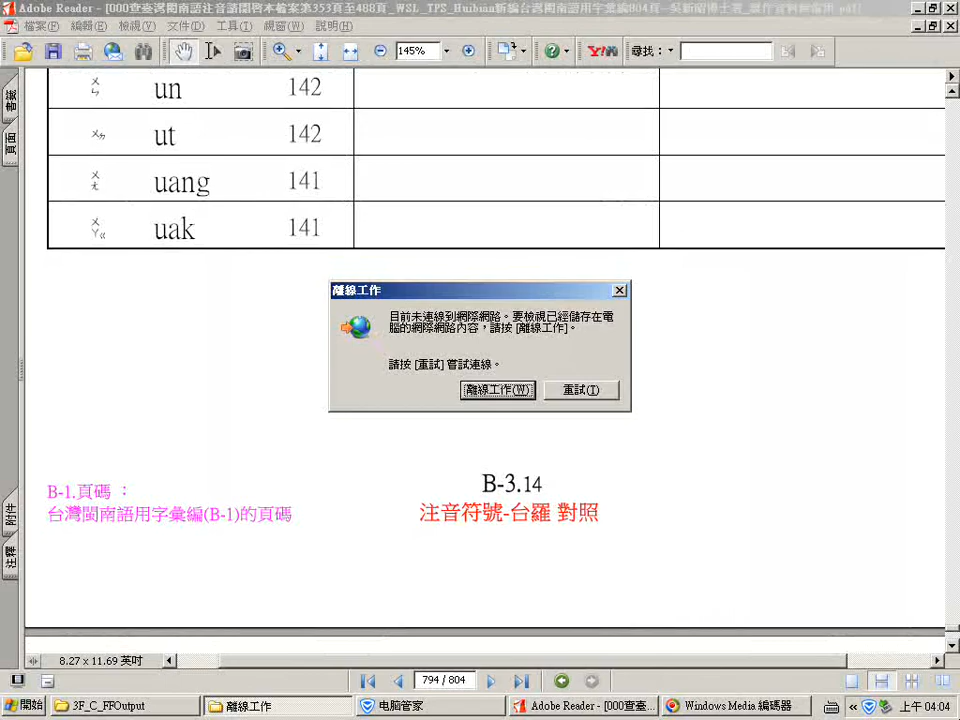 Adobe Reader - [000查臺灣閩南語注音諳閩客本檔案第353頁至488頁_WSL_TPS_Huibian新編台灣閩南語用字彙編804頁--吳新昭博士著
檔案(F) 編輯(E) 檢視(V) 文件(D) 工具(T) 視窗(W) 說明(H)
145% Y! 尋找：
書籤
頁面
附件
注釋
ㄨㄣ un 142
ut 142
ㄨㄤ uang 141
ㄨㄚㄍ uak 141
離線工作
目前未連線到網際網路。要檢視已經儲存在電
腦的網際網路內容，請按 [離線工作]。
請按 [重試] 嘗試連線。
離線工作(W) 重試(T)
B-3.14
B-1.頁碼 ：
注音符號-台羅 對照
台灣閩南語用字彙編(B-1)的頁碼
8.27 x 11.69 英吋
794 / 804
開始 3F_C_FFOutput 離線工作 电脑管家 Adobe Reader - [000查... Windows Media 編碼器 « 上午 04:04